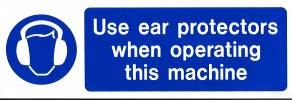 Use ear protectors
when operating
this machine